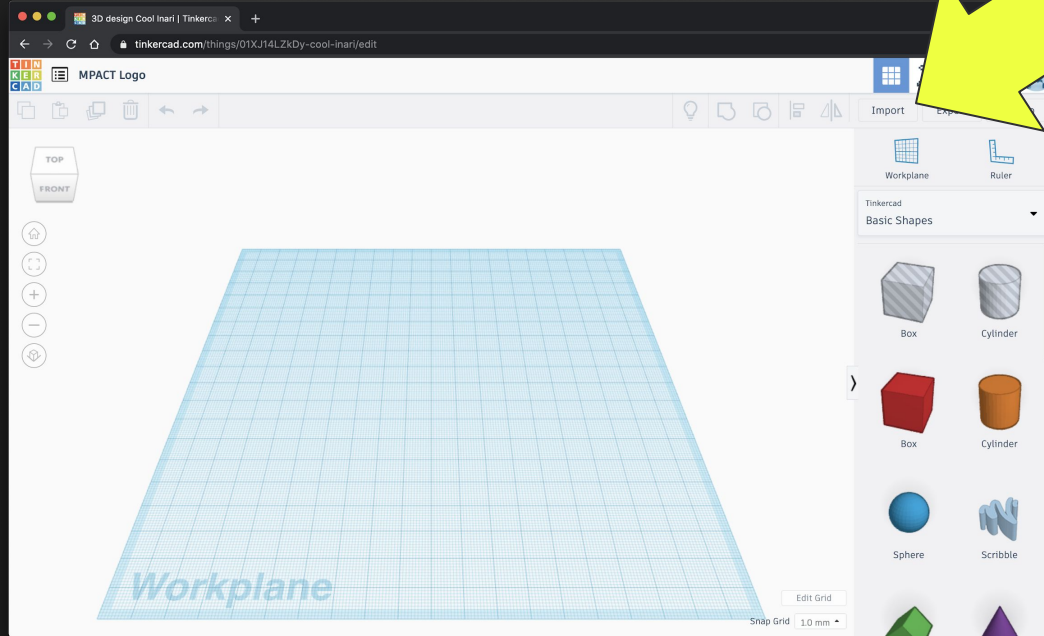 3D design Cool Inari | Tinkerca
tinkercad.com/things/01XJ14LZkDy-cool-inari/edit
TIN
KER
CAD
MPACT Logo
Import
TOP
FRONT
Workplane
Ruler
Tinkercad
Basic Shapes
Box
Cylinder
Box
Cylinder
Sphere
Scribble
Workplane
Edit Grid
Snap Grid
1.0 mm